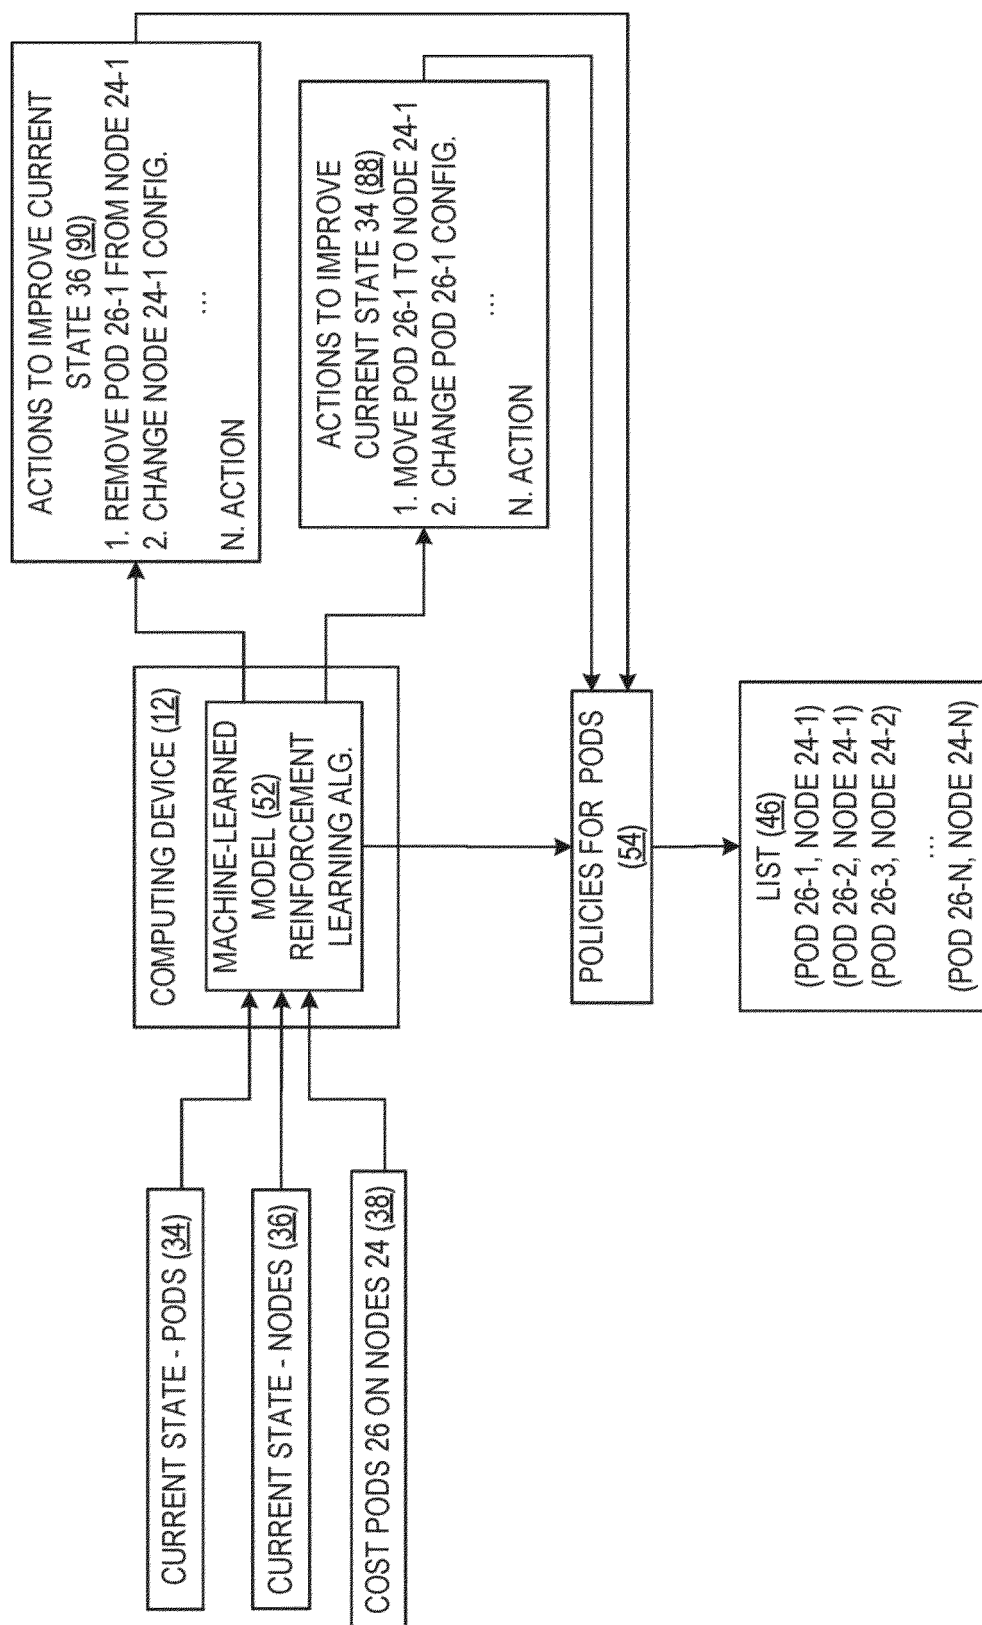 CURRENT STATE - PODS (34)
CURRENT STATE - NODES (36)
COST PODS 26 ON NODES 24 (38)
COMPUTING DEVICE (12)
MACHINE-LEARNED
MODEL (52)
REINFORCEMENT
LEARNING ALG.
ACTIONS TO IMPROVE CURRENT
STATE 36 (90)
1. REMOVE POD 26-1 FROM NODE 24-1
2. CHANGE NODE 24-1 CONFIG.
...
N. ACTION
ACTIONS TO IMPROVE
CURRENT STATE 34 (88)
1. MOVE POD 26-1 TO NODE 24-1
2. CHANGE POD 26-1 CONFIG.
...
N. ACTION
POLICIES FOR PODS
(54)
LIST (46)
(POD 26-1, NODE 24-1)
(POD 26-2, NODE 24-1)
(POD 26-3, NODE 24-2)
...
(POD 26-N, NODE 24-N)